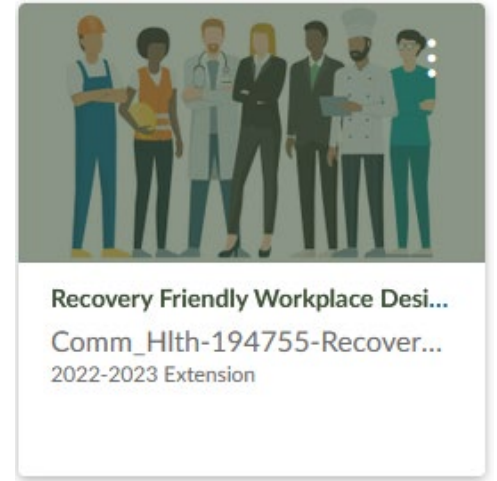 Recovery Friendly Workplace Desi...
Comm_Hlth-194755-Recover...
2022-2023 Extension